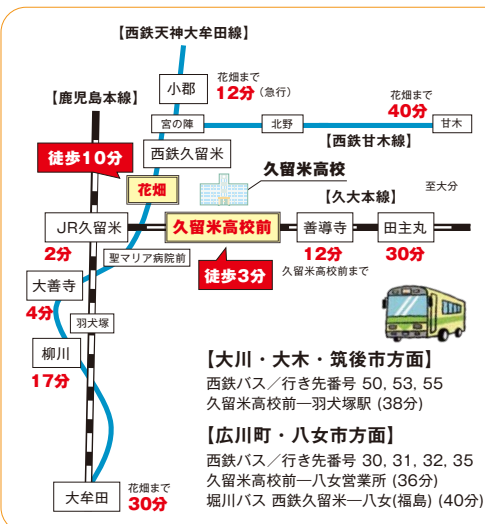 【西鉄天神大牟田線】
小郡
花畑まで
12分(急行)
【鹿児島本線】
花畑まで
40分
宮の陣
北野
甘木
【西鉄甘木線】
徒歩10分
西鉄久留米
花畑
久留米高校
【久大本線】
至大分
JR久留米
久留米高校前
善導寺
田主丸
2分
聖マリア病院前
徒歩3分
12分
30分
久留米高校前まで
大善寺
4分
羽犬塚
柳川
17分
大牟田
花畑まで
30分
【大川・大木・筑後市方面】
西鉄バス/行き先番号 50, 53, 55
久留米高校前―羽犬塚駅 (38分)
【広川町・八女市方面】
西鉄バス/行き先番号 30, 31, 32, 35
久留米高校前―八女営業所 (36分)
堀川バス 西鉄久留米―八女(福島) (40分)